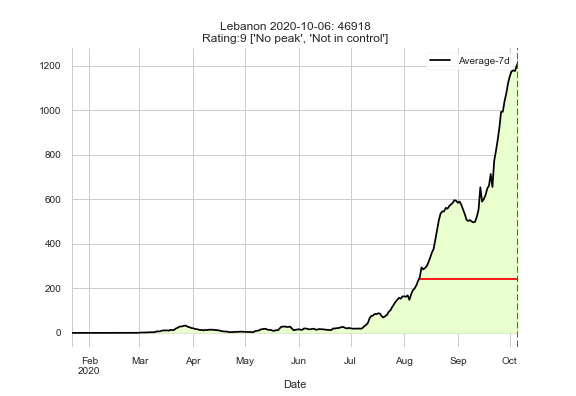 Lebanon 2020-10-06: 46918
Rating:9 ['No peak', 'Not in control']
Average-7d
1200
1000
800
600
400
200
0
Feb Mar Apr May Jun Jul Aug Sep Oct
2020
Date